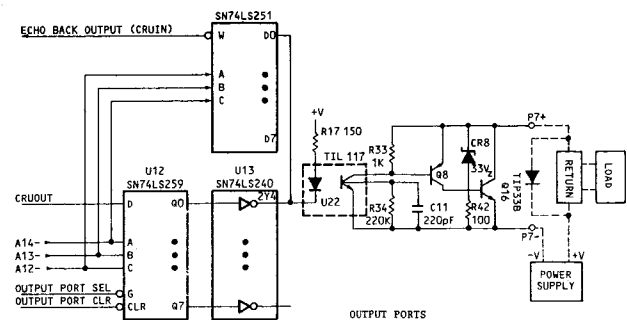 SN74LS251
ECHO BACK OUTPUT (CRUIN)
W D0
A
B
C
D7
+V
R17 150
TIL 117
U22
R33
1K
R34
220K
C11
220pF
Q8
CR8
33V
Z
R42
100
Q16
TIP33B
P7+
P7-
RETURN
LOAD
-V +V
POWER
SUPPLY
U12
SN74LS259
U13
SN74LS240
2Y4
CRUOUT
D Q0
A14-
A13-
A12-
A
B
C
OUTPUT PORT SEL
OUTPUT PORT CLR
G
CLR Q7
OUTPUT PORTS